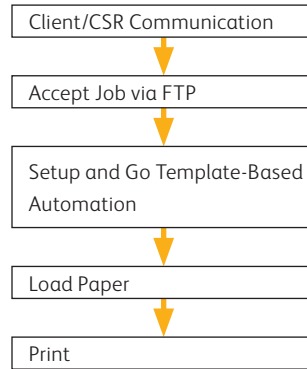 Client/CSR Communication
Accept Job via FTP
Setup and Go Template-Based
Automation
Load Paper
Print